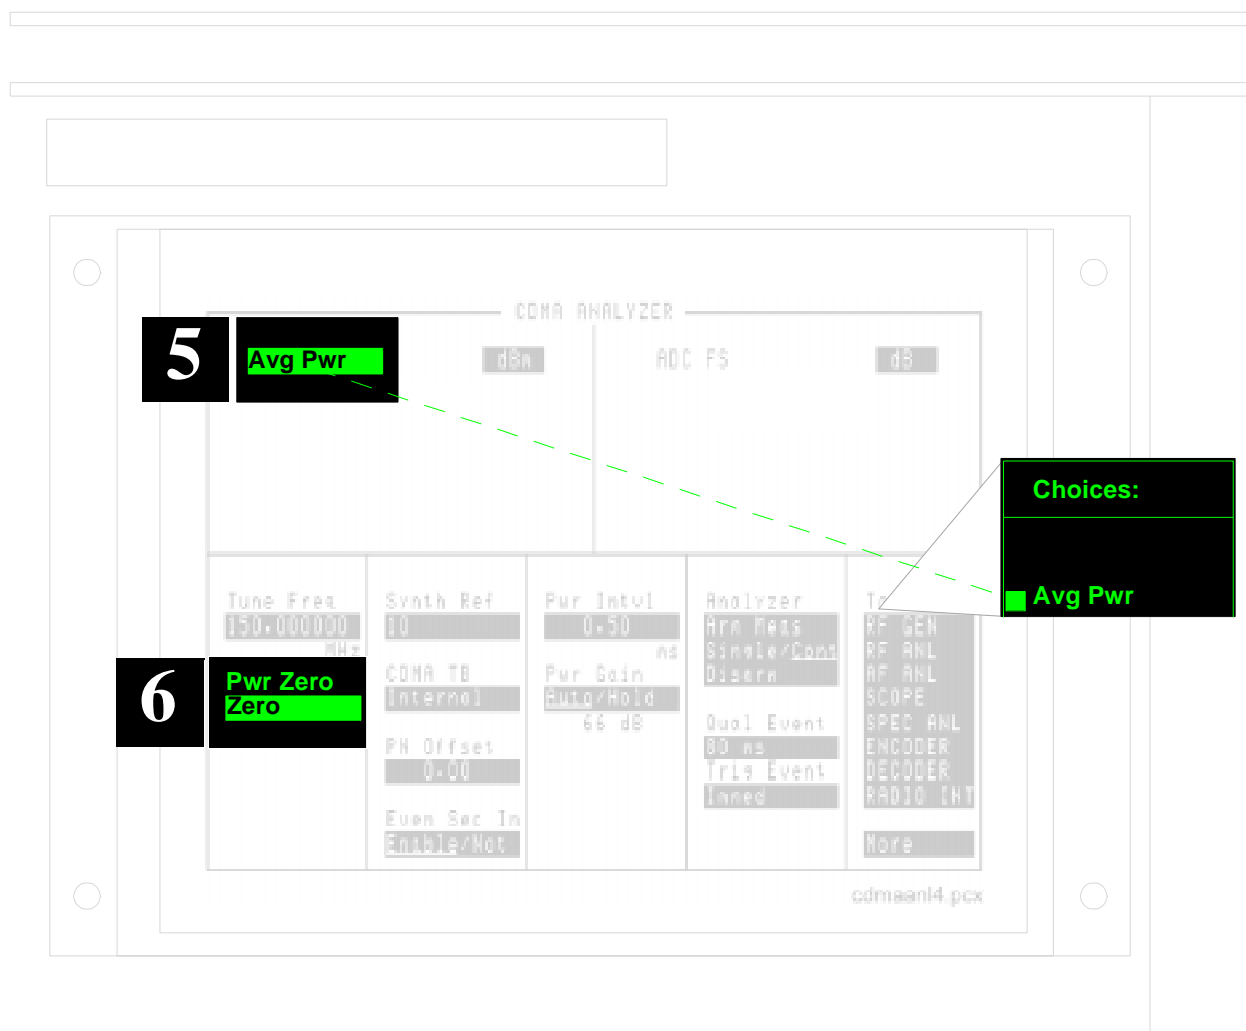 CDMA ANALYZER
5
Avg Pwr
dBm
ADC FS
dB
Choices:
Avg Pwr
Tune Freq
150.000000
MHz
6
Pwr Zero
Zero
Synth Ref
10
CDMA TB
Internal
PN Offset
0.00
Even Sec In
Enable/Not
Pwr Intvl
0.50
ms
Pwr Gain
Auto/Hold
66 dB
Analyzer
Arm Meas
Single/Cont
Disarm
Qual Event
80 ms
Trig Event
Immed
RF GEN
RF ANL
AF ANL
SCOPE
SPEC ANL
ENCODER
DECODER
RADIO INT
More
cdmaanl4.pcx